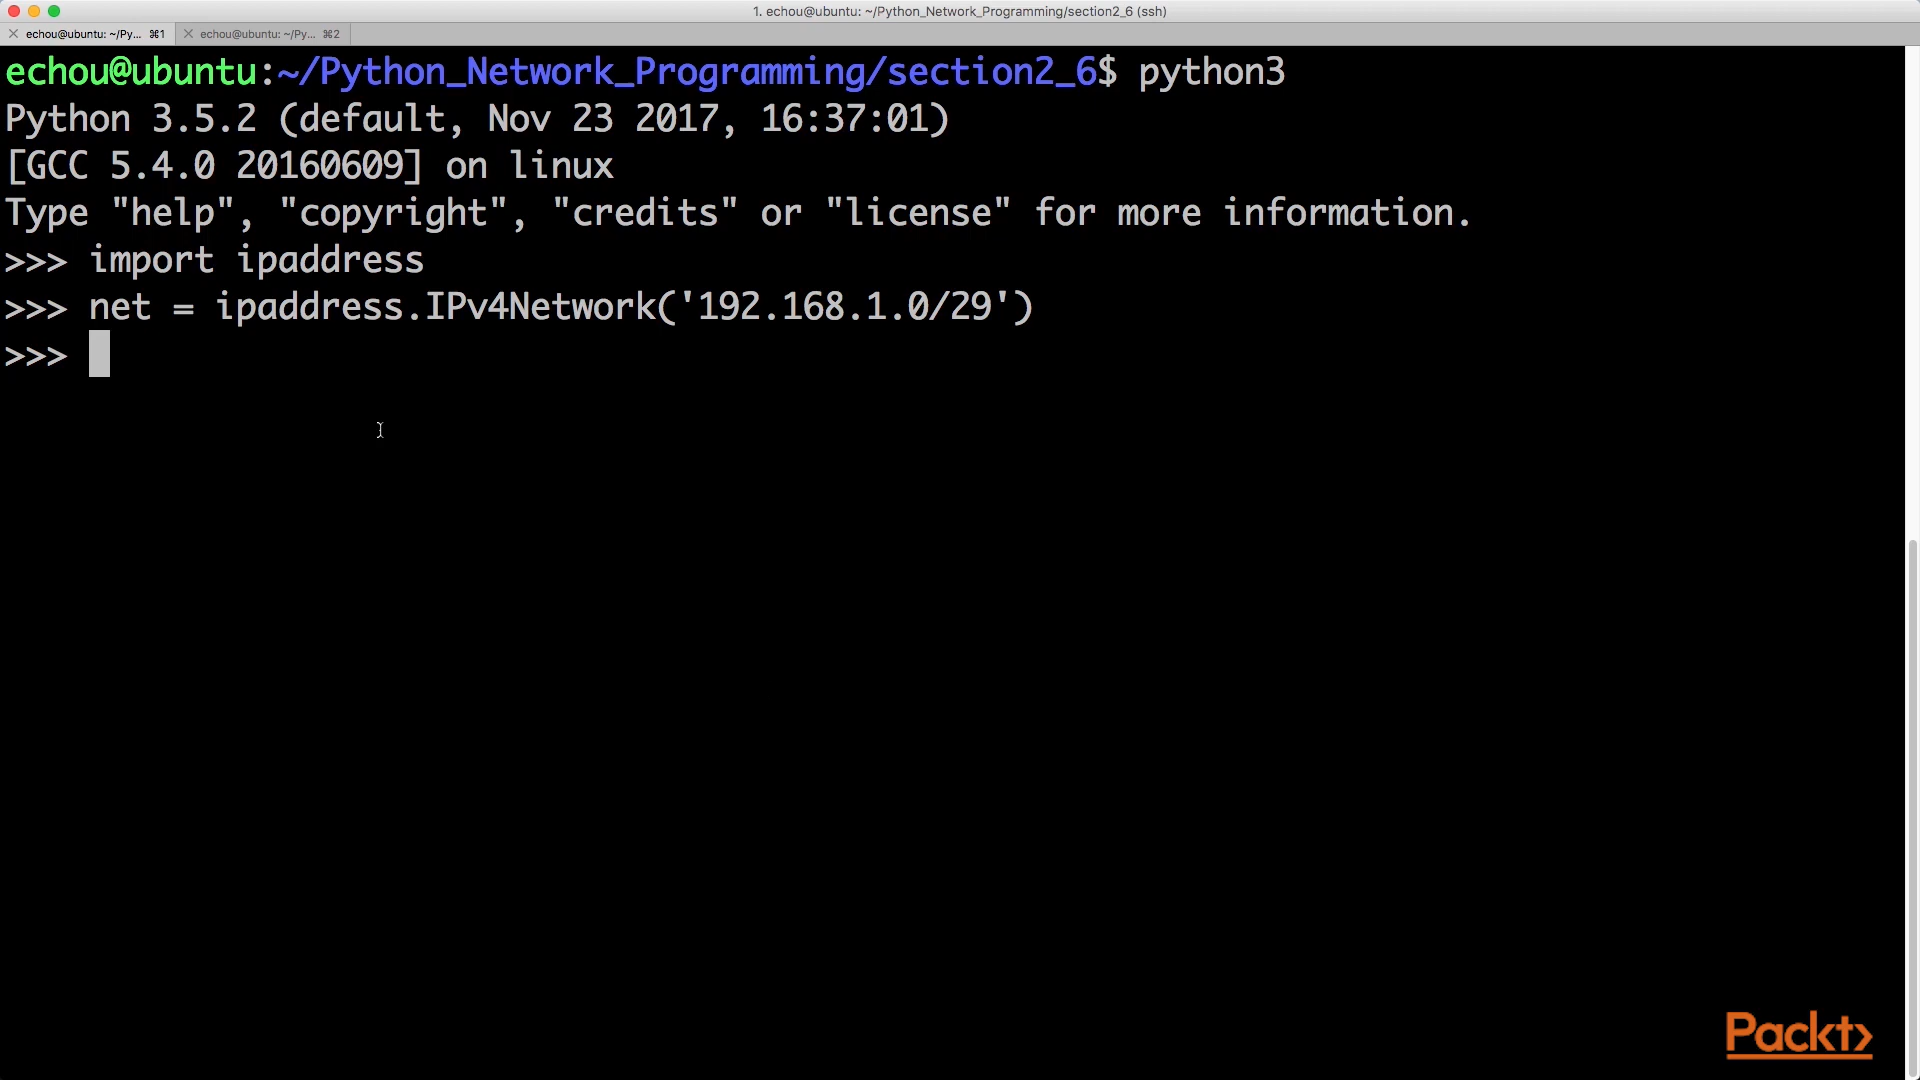 1. echou@ubuntu: ~/Python_Network_Programming/section2_6 (ssh)
echou@ubuntu: ~/Py... ⌘1 echou@ubuntu: ~/Py... ⌘2
echou@ubuntu:~/Python_Network_Programming/section2_6$ python3
Python 3.5.2 (default, Nov 23 2017, 16:37:01)
[GCC 5.4.0 20160609] on linux
Type "help", "copyright", "credits" or "license" for more information.
>>> import ipaddress
>>> net = ipaddress.IPv4Network('192.168.1.0/29')
>>>
Packt>